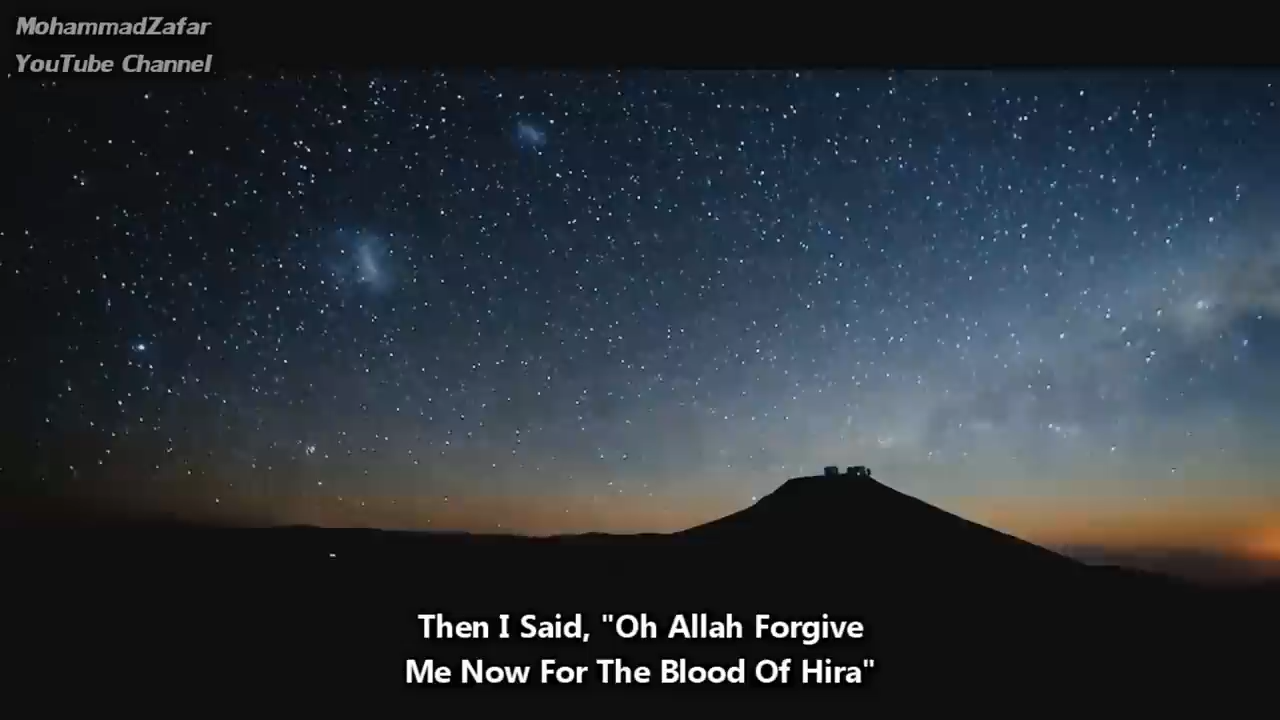 MohammadZafar
YouTube Channel
Then I Said, "Oh Allah Forgive
Me Now For The Blood Of Hira"